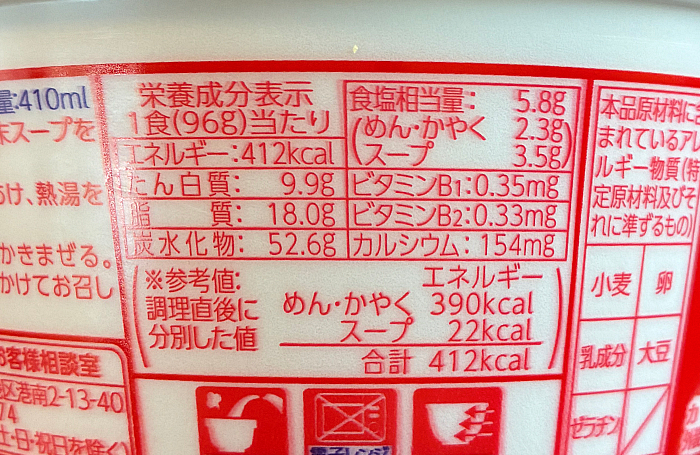 量:410ml
末スープを
け、熱湯を
かきまぜる。
かけてお召し
お客様相談室
区港南2-13-40
74
土・日・祝日を除く)
栄養成分表示
1食(96g)当たり
エネルギー:412kcal
たん白質: 9.9g
脂 質: 18.0g
炭水化物: 52.6g
食塩相当量: 5.8g
(めん・かやく 2.3g
スープ 3.5g)
ビタミンB1:0.35mg
ビタミンB2:0.33mg
カルシウム: 154mg
(※参考値:
調理直後に
分別した値
エネルギー
めん・かやく 390kcal
スープ 22kcal
合計 412kcal)
電子レンジ
本品原材料に含
まれているアレ
ルギー物質(特
定原材料及びそ
れに準ずるもの)
小麦 卵
乳成分 大豆
ゼラチン